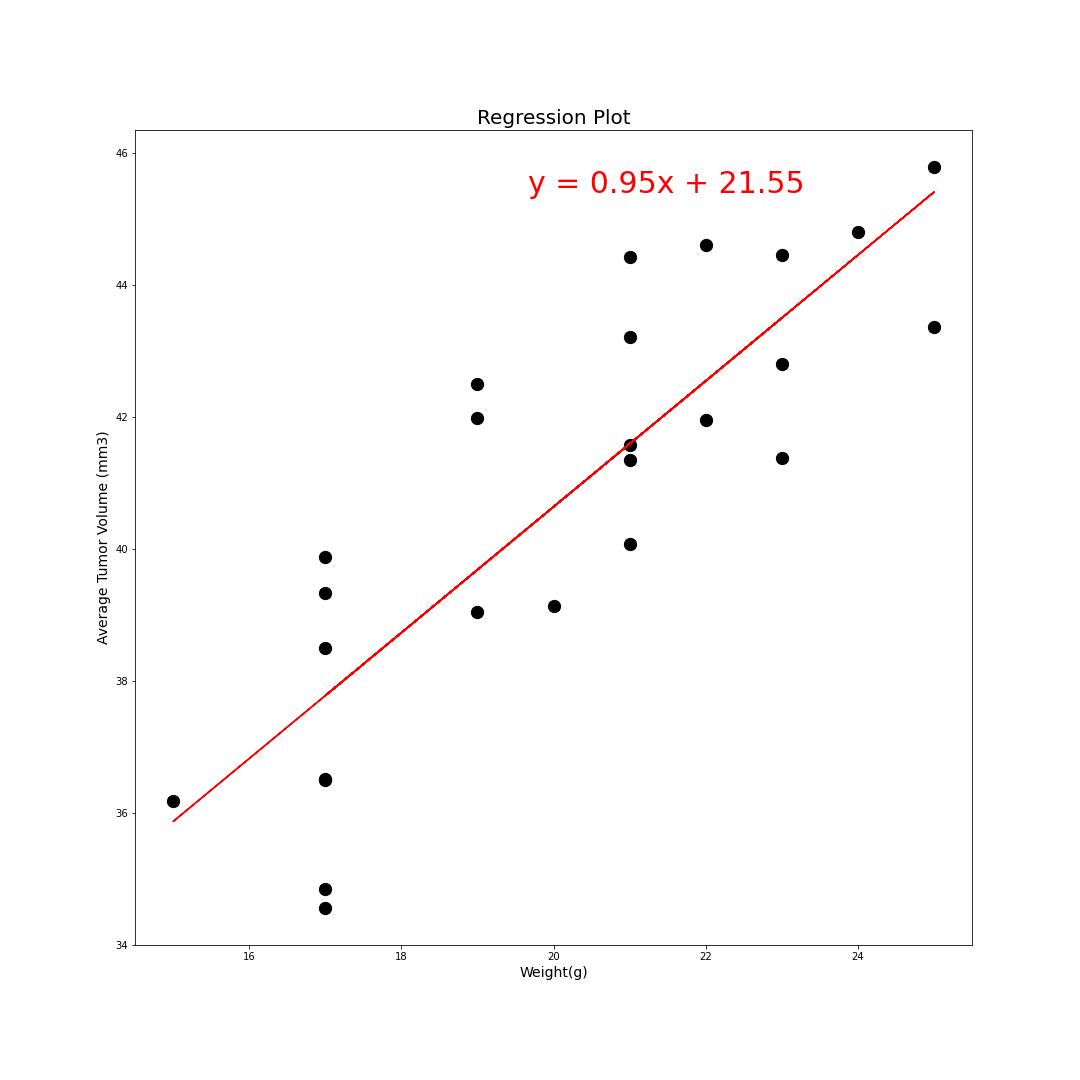 Regression Plot
y = 0.95x + 21.55
46
44
42
40
38
36
34
Average Tumor Volume (mm3)
16 18 20 22 24
Weight(g)